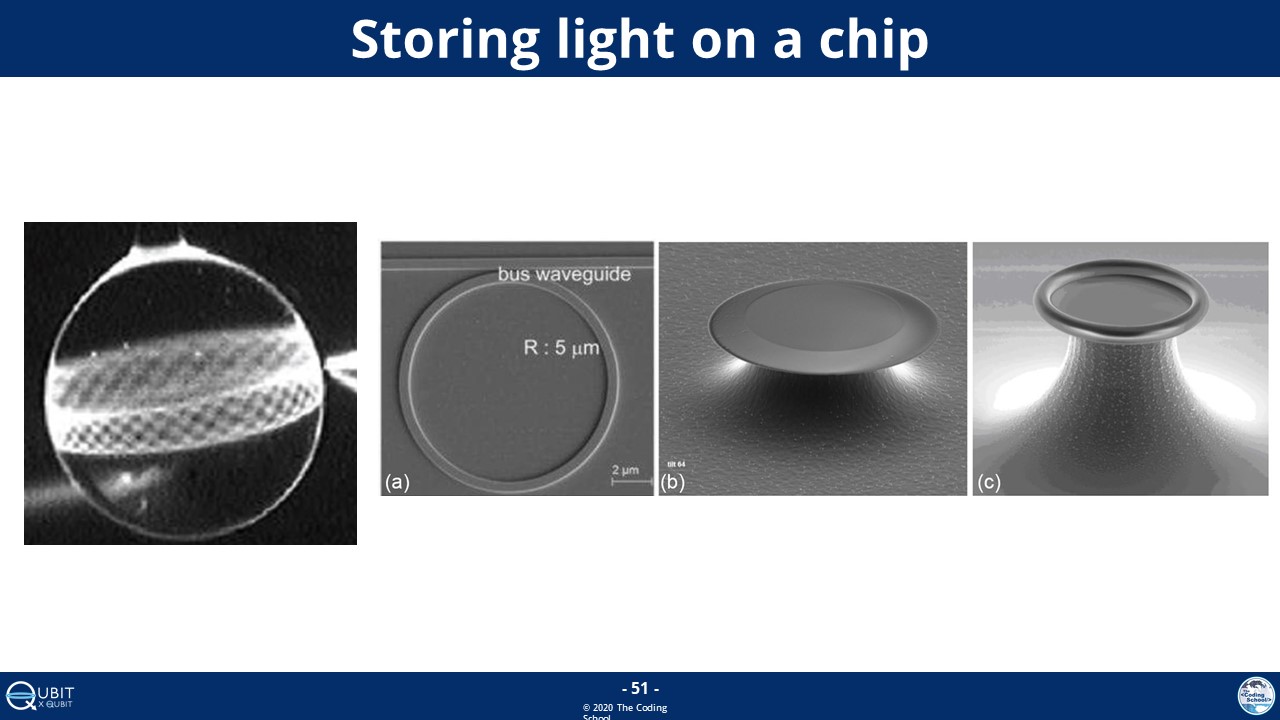 Storing light on a chip
bus waveguide
R : 5 μm
2 μm
(a)
tilt 64
(b)
(c)
QUBIT
X QUBIT
- 51 -
© 2020 The Coding
School
The
<Coding
School>